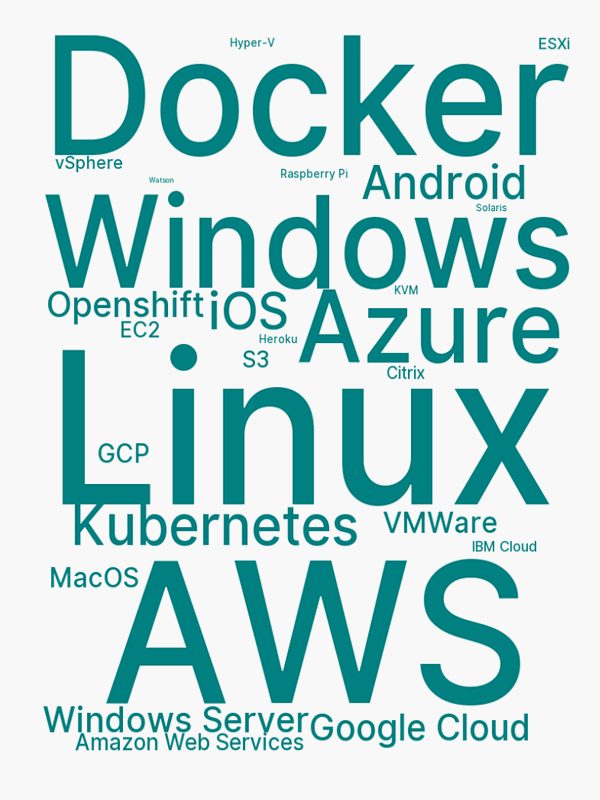 Docker
Hyper-V
ESXi
vSphere
Watson
Raspberry Pi
Android
Solaris
Windows
KVM
Openshift
iOS
Azure
EC2
Heroku
S3
Citrix
Linux
GCP
Kubernetes
VMWare
IBM Cloud
MacOS
AWS
Windows Server
Google Cloud
Amazon Web Services